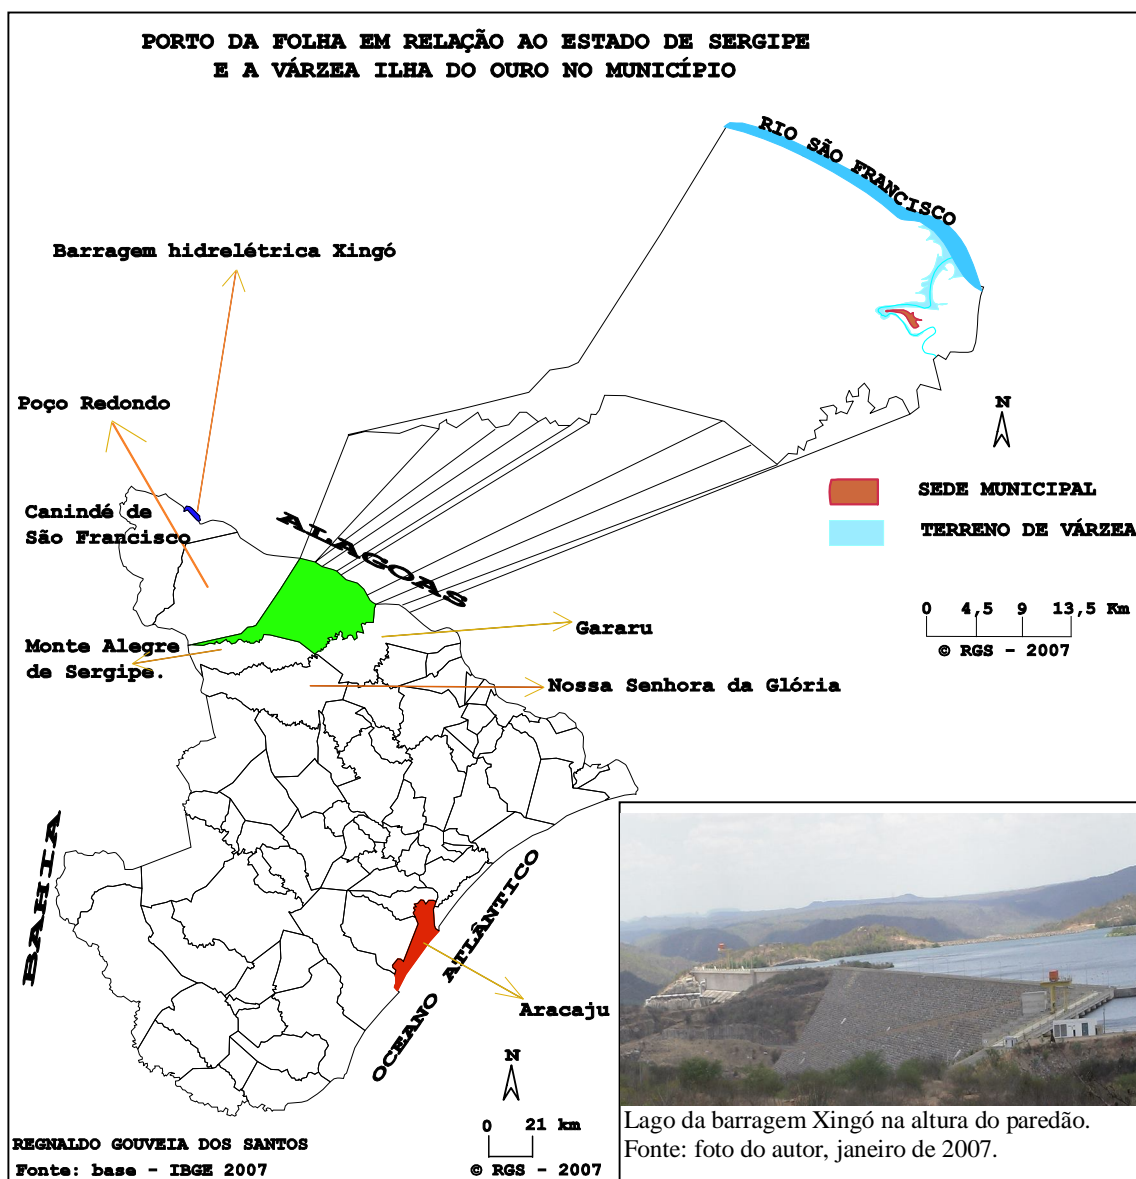 PORTO DA FOLHA EM RELAÇÃO AO ESTADO DE SERGIPE
E A VÁRZEA ILHA DO OURO NO MUNICÍPIO
RIO SÃO FRANCISCO
Barragem hidrelétrica Xingó
Poço Redondo
N
Canindé de
São Francisco
ALAGOAS
SEDE MUNICIPAL
TERRENO DE VÁRZEA
0 4,5 9 13,5 Km
© RGS - 2007
Gararu
Monte Alegre
de Sergipe.
Nossa Senhora da Glória
BAHIA
OCEANO ATLÂNTICO
Aracaju
N
0 21 km
© RGS - 2007
REGNALDO GOUVEIA DOS SANTOS
Fonte: base - IBGE 2007
Lago da barragem Xingó na altura do paredão.
Fonte: foto do autor, janeiro de 2007.